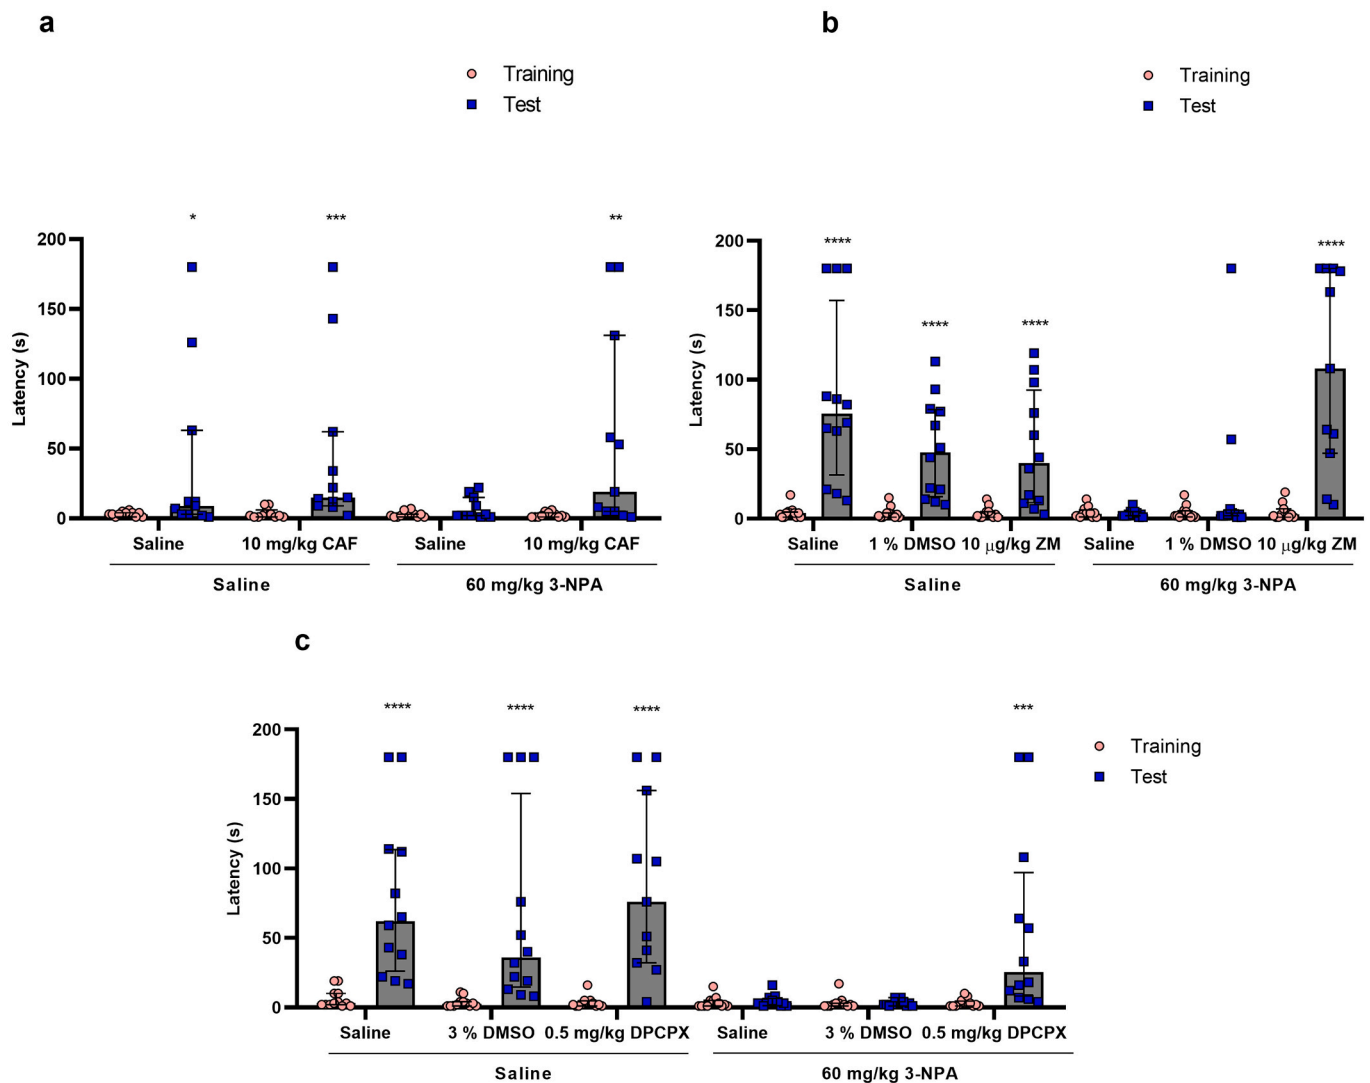 a
Training
Test
*
***
**
200
150
100
50
0
Latency (s)
Saline
10 mg/kg CAF
Saline
10 mg/kg CAF
Saline
60 mg/kg 3-NPA
b
Training
Test
****
****
****
****
200
150
100
50
0
Latency (s)
Saline
1 % DMSO
10 μg/kg ZM
Saline
1 % DMSO
10 μg/kg ZM
Saline
60 mg/kg 3-NPA
c
Training
Test
****
****
****
***
200
150
100
50
0
Latency (s)
Saline
3 % DMSO
0.5 mg/kg DPCPX
Saline
3 % DMSO
0.5 mg/kg DPCPX
Saline
60 mg/kg 3-NPA